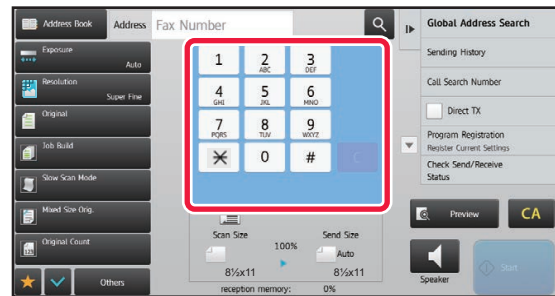 Address Book
Address
Fax Number
Global Address Search
Exposure
Auto
Resolution
Super Fine
Original
Job Build
Slow Scan Mode
Mixed Size Orig.
Original Count
Others
1
2
ABC
3
DEF
4
GHI
5
JKL
6
MNO
7
PQRS
8
TUV
9
WXYZ
0
#
C
Scan Size
100%
Send Size
Auto
8½x11
8½x11
reception memory: 0%
Sending History
Call Search Number
Direct TX
Program Registration
Register Current Settings
Check Send/Receive
Status
Preview
CA
Speaker
Start